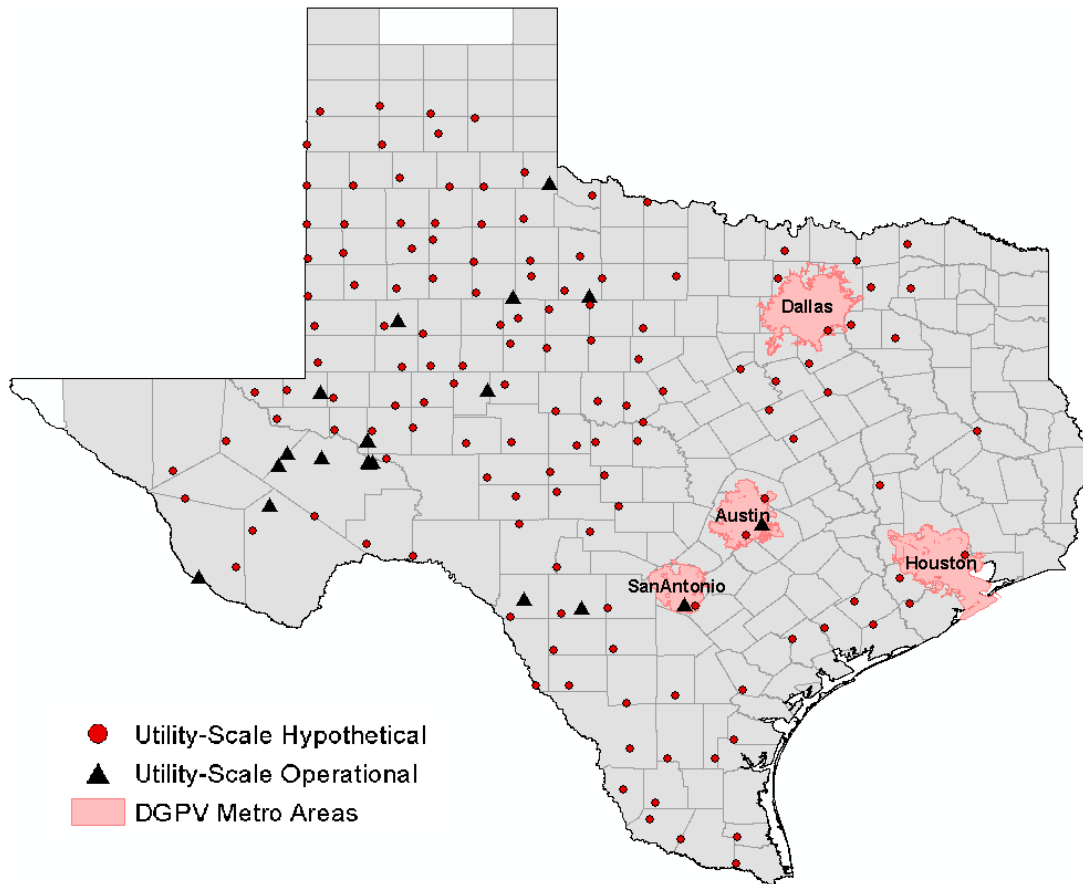 Dallas
Austin
Houston
SanAntonio
Utility-Scale Hypothetical
Utility-Scale Operational
DGPV Metro Areas